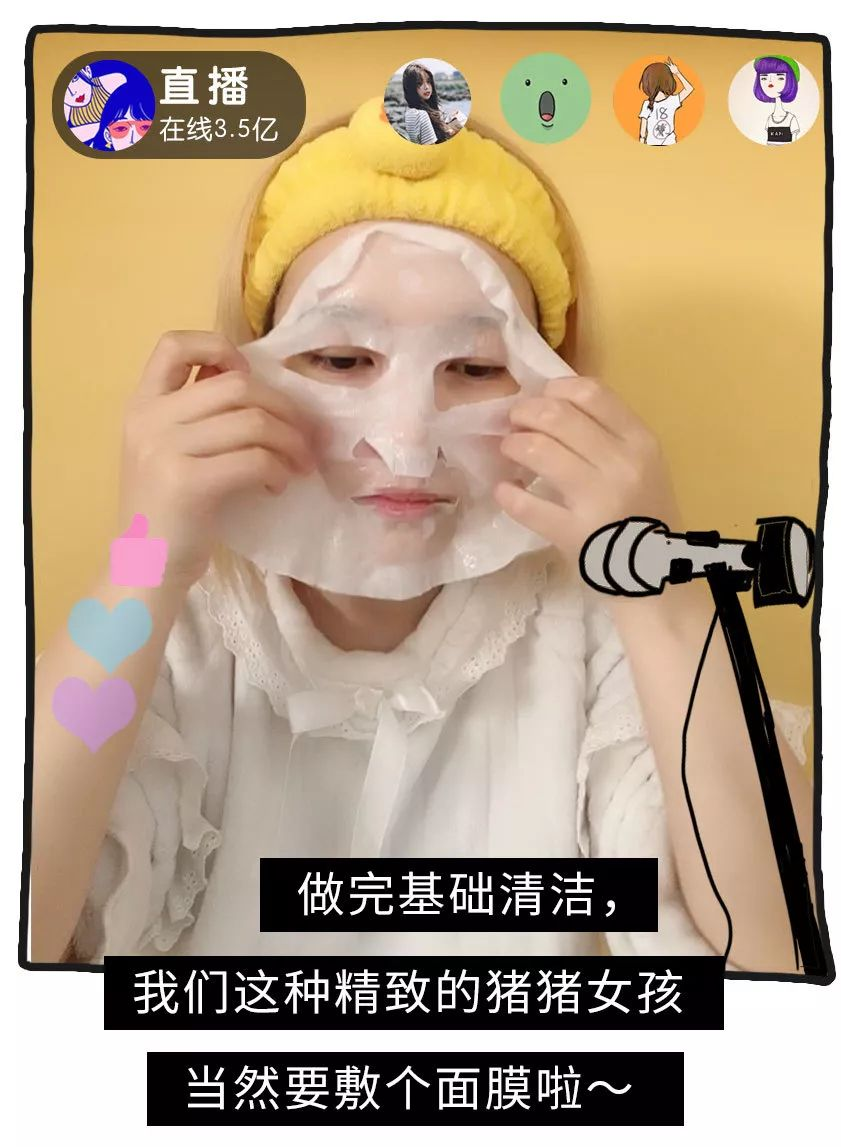 直播
在线3.5亿
做完基础清洁，
我们这种精致的猪猪女孩
当然要敷个面膜啦～